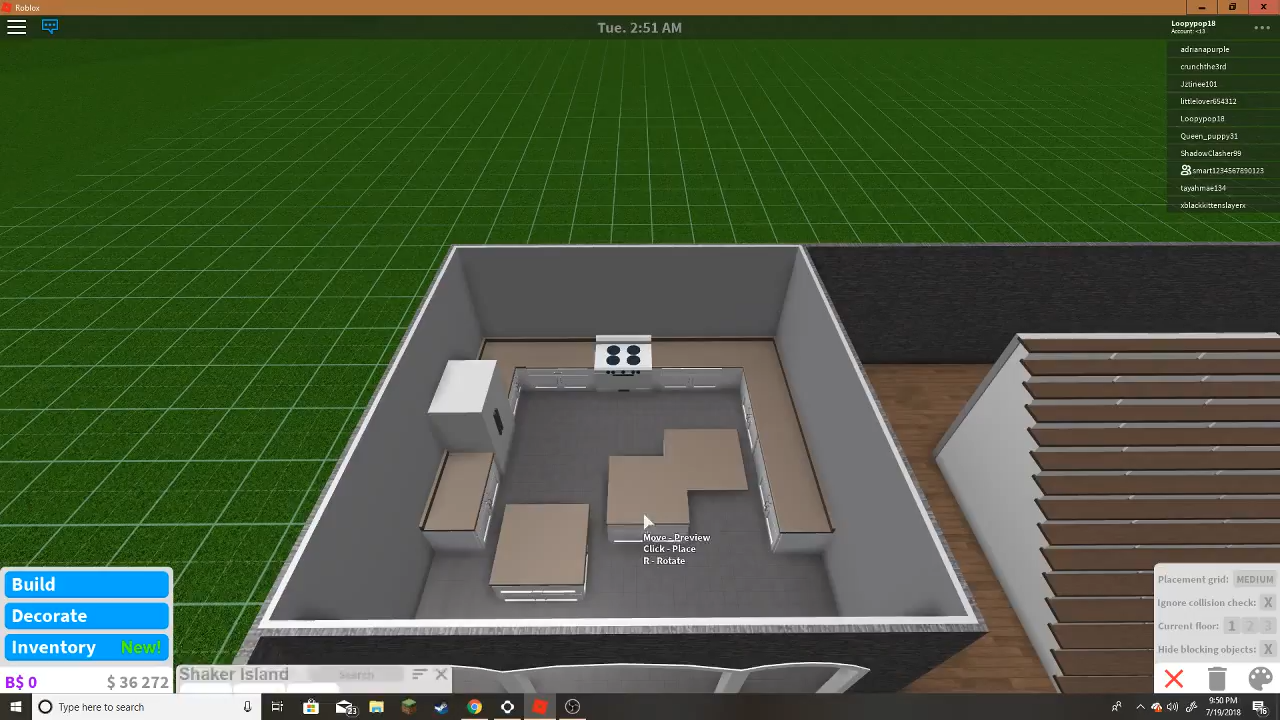 Roblox
Tue. 2:51 AM
Loopypop18
Account: <13
adrianapurple
crunchthe3rd
Jztinee101
littlelover654312
Loopypop18
Queen_puppy31
ShadowClasher99
smart1234567890123
tayahmae134
xblackkittenslayerx
Move - Preview
Click - Place
R - Rotate
Build
Decorate
Inventory New!
B$ 0 $ 36 272
Shaker Island Search
Placement grid: MEDIUM
Ignore collision check: X
Current floor: 1 2 3
Hide blocking objects: X
Type here to search
9:50 PM
7/19/2018